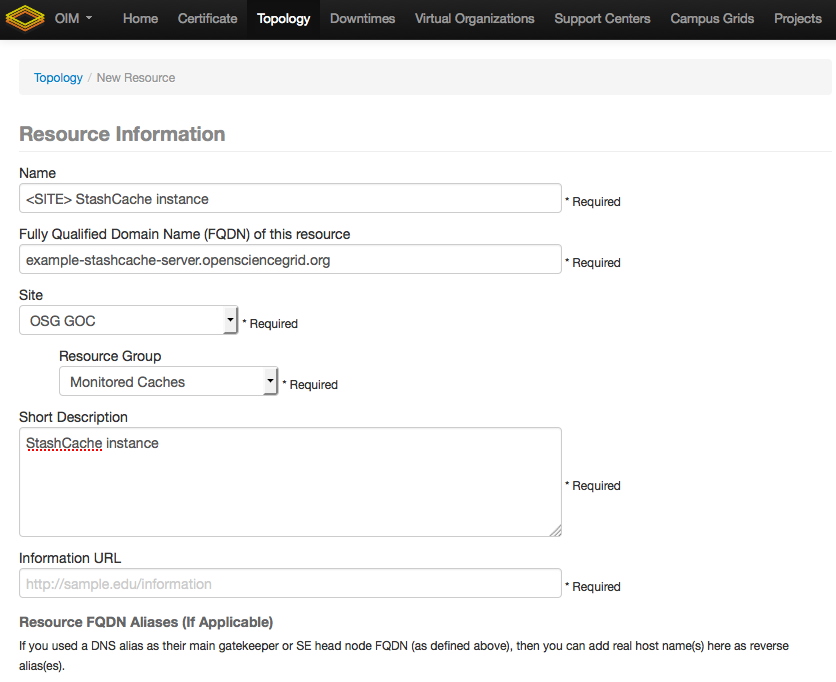 OIM Home Certificate Topology Downtimes Virtual Organizations Support Centers Campus Grids Projects
Topology / New Resource
Resource Information
Name
<SITE> StashCache instance * Required
Fully Qualified Domain Name (FQDN) of this resource
example-stashcache-server.opensciencegrid.org * Required
Site
OSG GOC * Required
Resource Group
Monitored Caches * Required
Short Description
StashCache instance
* Required
Information URL
http://sample.edu/information * Required
Resource FQDN Aliases (If Applicable)
If you used a DNS alias as their main gatekeeper or SE head node FQDN (as defined above), then you can add real host name(s) here as reverse
alias(es).